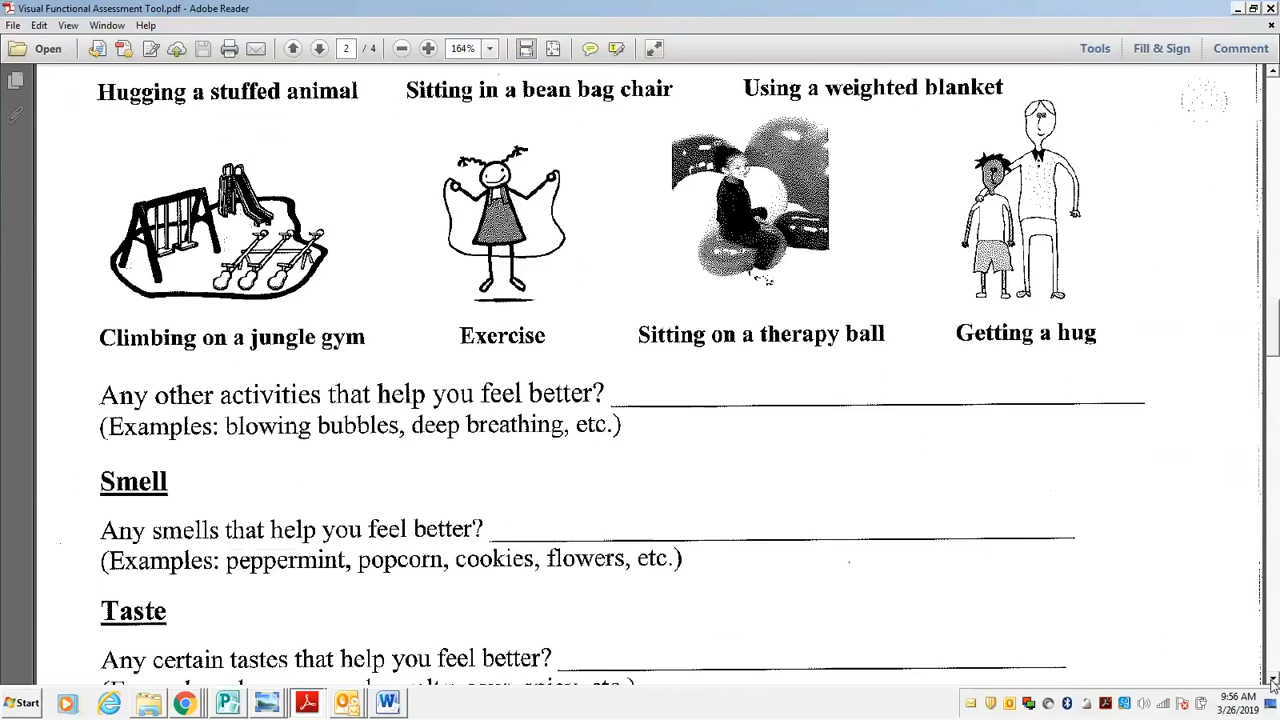 Visual Functional Assessment Tool.pdf - Adobe Reader
File Edit View Window Help
Open 2 / 4 164% Tools Fill & Sign Comment
Hugging a stuffed animal Sitting in a bean bag chair Using a weighted blanket
Climbing on a jungle gym Exercise Sitting on a therapy ball Getting a hug
Any other activities that help you feel better?
(Examples: blowing bubbles, deep breathing, etc.)
Smell
Any smells that help you feel better?
(Examples: peppermint, popcorn, cookies, flowers, etc.)
Taste
Any certain tastes that help you feel better?
Start 9:56 AM
3/26/2019